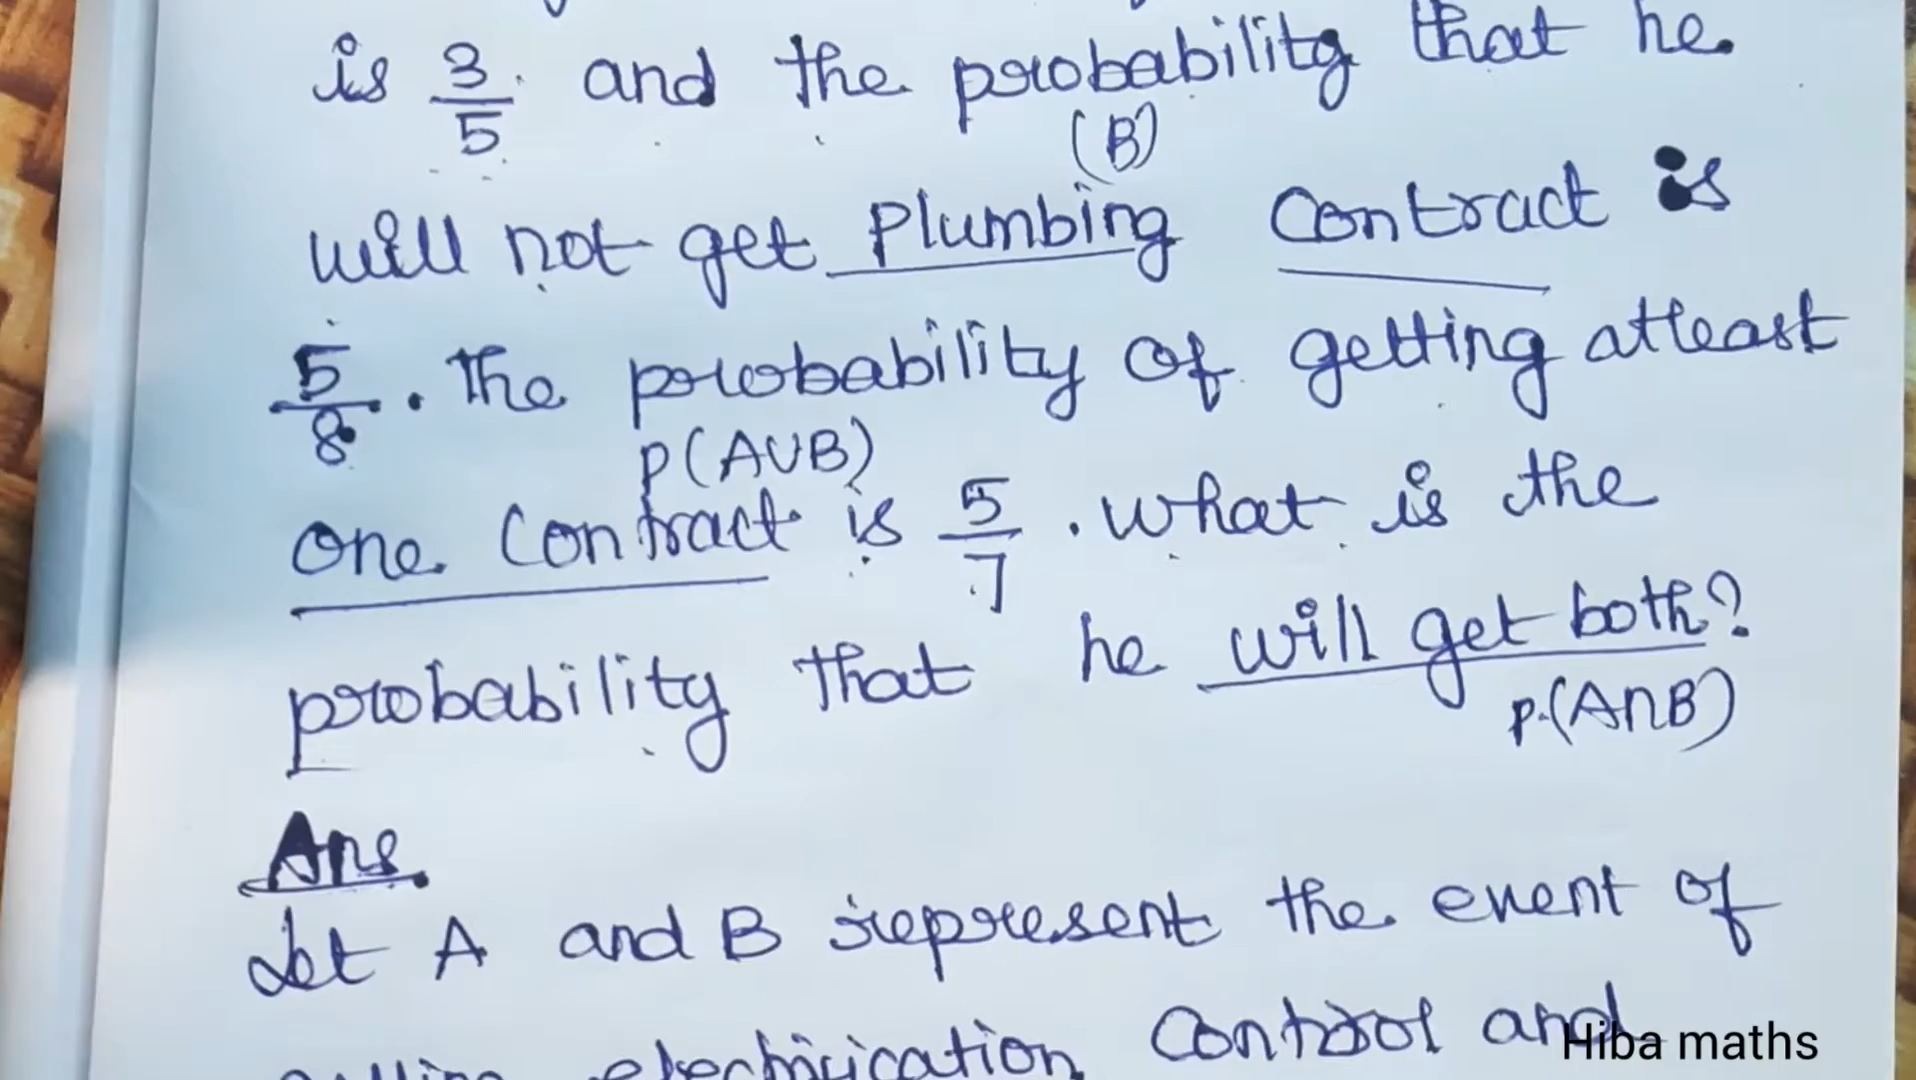 is 3/5 and the probability that he
(B)
will not get Plumbing Contract is
5/8. The probability of getting atleast
P(A∪B)
one Contract is 5/7. What is the
probability that he will get both?
P(A∩B)
Ans
Let A and B represent the event of
Control and
Hiba maths